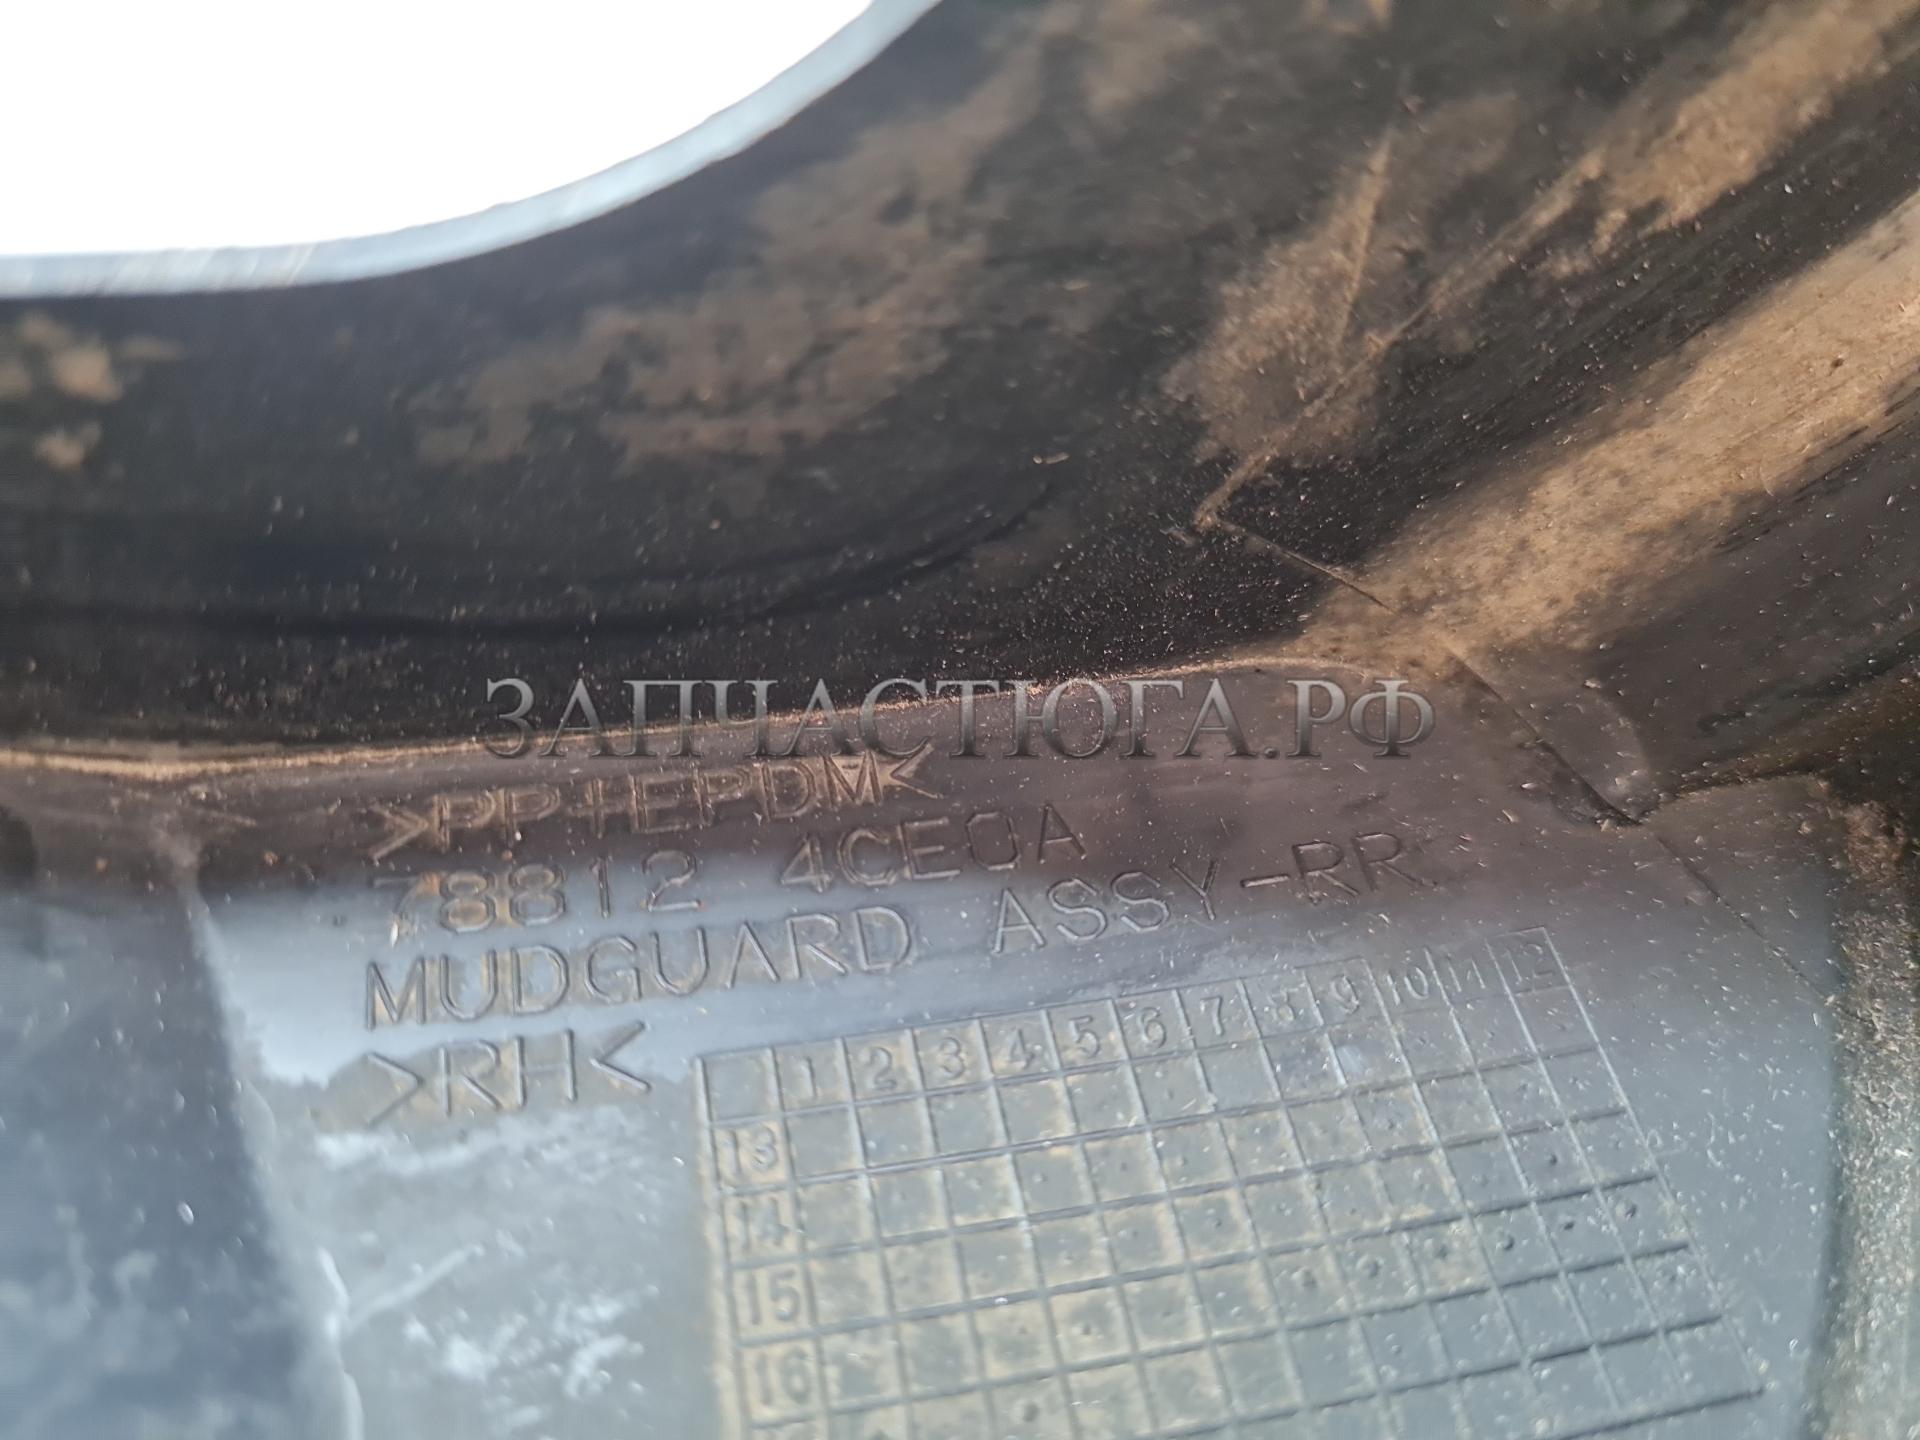 ЗАПЧАСТЮГА.РФ
>PP+EPDM<
78812 4CE0A
MUDGUARD ASSY-RR
>RH<
1 2 3 4 5 6 7 8 9 10 11 12
13
14
15
16